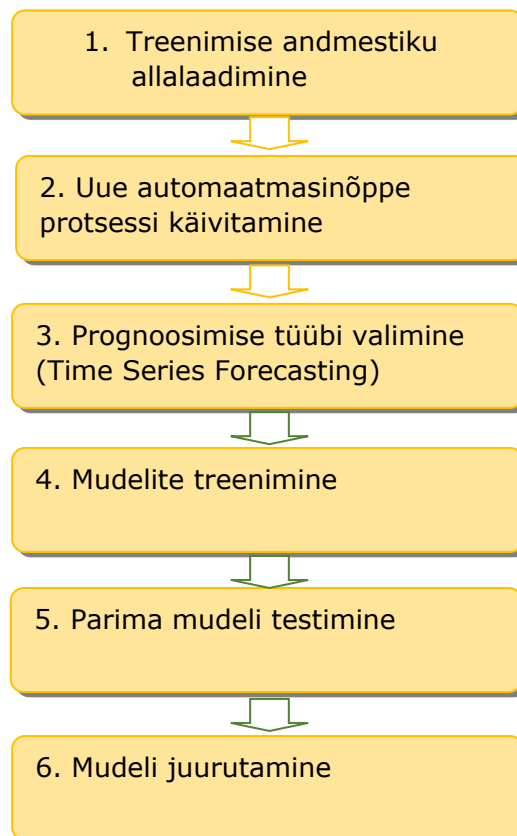 1. Treenimise andmestiku
allalaadimine
2. Uue automaatmasinõppe
protsessi käivitamine
3. Prognoosimise tüübi valimine
(Time Series Forecasting)
4. Mudelite treenimine
5. Parima mudeli testimine
6. Mudeli juurutamine